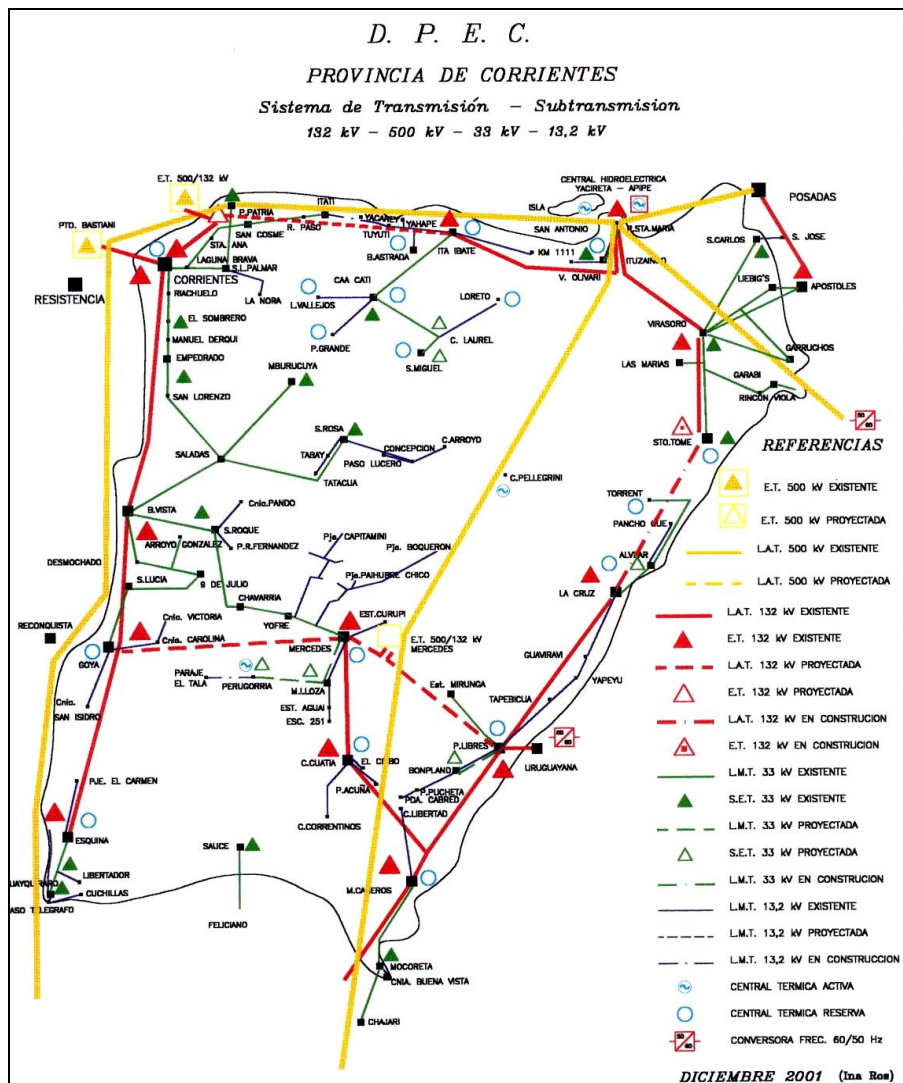 D. P. E. C.
PROVINCIA DE CORRIENTES
Sistema de Transmisión – Subtransmision
132 kV – 500 kV – 33 kV – 13,2 kV
E.T. 500/132 kV
PTO. BASTIANI
RESISTENCIA
P.PATRIA
ITATI
SAN COSME
R. PASO
YACAREY
YAHAPE
TUYUTI
B.ASTRADA
ITA IBATE
STA. ANA
LAGUNA BRAVA
S.L.PALMAR
CORRIENTES
LA NORA
RIACHUELO
EL SOMBRERO
MANUEL DERQUI
EMPEDRADO
SAN LORENZO
CENTRAL HIDROELECTRICA
YACIRETA – APIPE
ISLA
SAN ANTONIO
R.STA.MARIA
KM 1111
ITUZAINGO
V. OLIVARI
POSADAS
S.CARLOS
S. JOSE
LIEBIG'S
APOSTOLES
VIRASORO
GARRUCHOS
LAS MARIAS
GARABI
RINCON VIOLA
CAA CATI
L.VALLEJOS
LORETO
P.GRANDE
C. LAUREL
S.MIGUEL
MBURUCUYA
SALADAS
S.ROSA
TABAY
TATACUA
CONCEPCION
PASO LUCERO
C.ARROYO
C.PELLEGRINI
STO.TOME
TORRENT
PANCHO CUE
ALVEAR
LA CRUZ
GUAVIRAVI
YAPEYU
TAPEBICUA
B.VISTA
Cnia.PANDO
S.ROQUE
P.R.FERNANDEZ
ARROYO GONZALEZ
DESMOCHADO
S.LUCIA
9 DE JULIO
CHAVARRIA
YOFRE
Pje. CAPITAMINI
Pje. BOQUERON
Pje.PAIHUBRE CHICO
EST.CURUPI
MERCEDES
E.T. 500/132 kV
MERCEDES
RECONQUISTA
Cnia. VICTORIA
Cnia. CAROLINA
GOYA
Cnia.
SAN ISIDRO
PARAJE
EL TALA
PERUGORRIA
M.LLOZA
EST. AGUAI
ESC. 251
Est. MIRUNGA
P.LIBRES
URUGUAYANA
BONPLAND
P.PUCHETA
PDA. CABRED
C.LIBERTAD
C.CUATIA
EL CEIBO
P.ACUÑA
C.CORRENTINOS
PJE. EL CARMEN
ESQUINA
LIBERTADOR
CUCHILLAS
UAYQUIRARO
ASO TELEGRAFO
SAUCE
FELICIANO
M.CASEROS
MOCORETA
CNIA. BUENA VISTA
CHAJARI
REFERENCIAS
E.T. 500 kV EXISTENTE
E.T. 500 kV PROYECTADA
L.A.T. 500 kV EXISTENTE
L.A.T. 500 kV PROYECTADA
L.A.T. 132 kV EXISTENTE
E.T. 132 kV EXISTENTE
L.A.T. 132 kV PROYECTADA
E.T. 132 kV PROYECTADA
L.A.T. 132 kV EN CONSTRUCION
E.T. 132 kV EN CONSTRUCION
L.M.T. 33 kV EXISTENTE
S.E.T. 33 kV EXISTENTE
L.M.T. 33 kV PROYECTADA
S.E.T. 33 kV PROYECTADA
L.M.T. 33 kV EN CONSTRUCION
L.M.T. 13,2 kV EXISTENTE
L.M.T. 13,2 kV PROYECTADA
L.M.T. 13,2 kV EN CONSTRUCCION
CENTRAL TERMICA ACTIVA
CENTRAL TERMICA RESERVA
CONVERSORA FREC. 60/50 Hz
DICIEMBRE 2001 (Ina Ros)